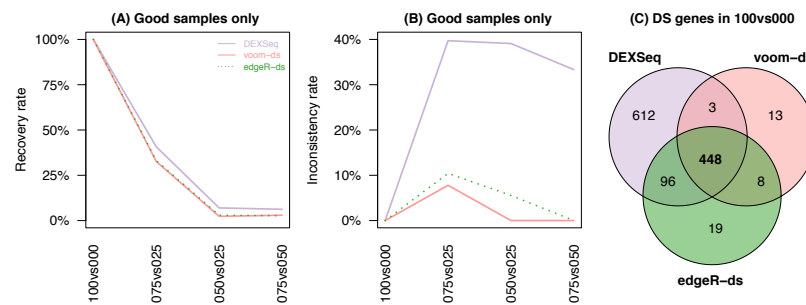 (A) Good samples only
Recovery rate
100%
75%
50%
25%
0%
DEXSeq
voom−ds
edgeR−ds
100vs000
075vs025
050vs025
075vs050
(B) Good samples only
Inconsistency rate
40%
30%
20%
10%
0%
100vs000
075vs025
050vs025
075vs050
(C) DS genes in 100vs000
DEXSeq
voom−d
612
3
13
448
96
8
19
edgeR−ds